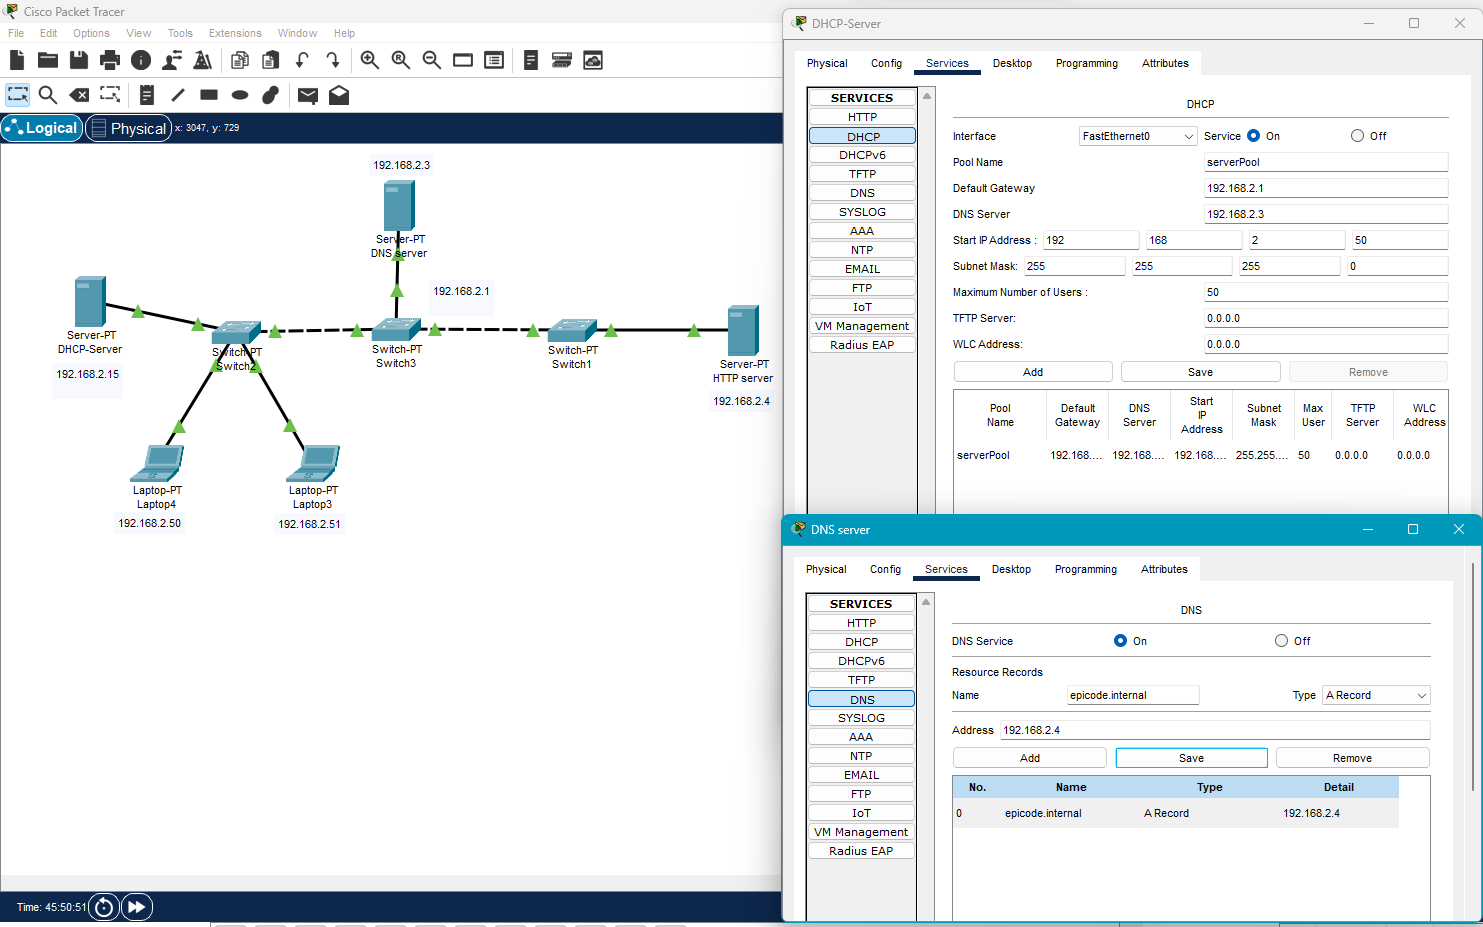 Cisco Packet Tracer
File Edit Options View Tools Extensions Window Help
Logical Physical x: 3047, y: 729
192.168.2.3
Server-PT
DNS server
192.168.2.1
Server-PT
DHCP-Server
192.168.2.15
Switch-PT
Switch2
Switch-PT
Switch3
Switch-PT
Switch1
Server-PT
HTTP server
192.168.2.4
Laptop-PT
Laptop4
192.168.2.50
Laptop-PT
Laptop3
192.168.2.51
Time: 45:50:51
DHCP-Server
Physical Config Services Desktop Programming Attributes
SERVICES
HTTP
DHCP
DHCPv6
TFTP
DNS
SYSLOG
AAA
NTP
EMAIL
FTP
IoT
VM Management
Radius EAP
DHCP
Interface FastEthernet0 Service On Off
Pool Name serverPool
Default Gateway 192.168.2.1
DNS Server 192.168.2.3
Start IP Address : 192 168 2 50
Subnet Mask: 255 255 255 0
Maximum Number of Users : 50
TFTP Server: 0.0.0.0
WLC Address: 0.0.0.0
Add Save Remove
Pool Name Default Gateway DNS Server Start IP Address Subnet Mask Max User TFTP Server WLC Address
serverPool 192.168.... 192.168.... 192.168.... 255.255.... 50 0.0.0.0 0.0.0.0
DNS server
Physical Config Services Desktop Programming Attributes
SERVICES
HTTP
DHCP
DHCPv6
TFTP
DNS
SYSLOG
AAA
NTP
EMAIL
FTP
IoT
VM Management
Radius EAP
DNS
DNS Service On Off
Resource Records
Name epicode.internal Type A Record
Address 192.168.2.4
Add Save Remove
No. Name Type Detail
0 epicode.internal A Record 192.168.2.4